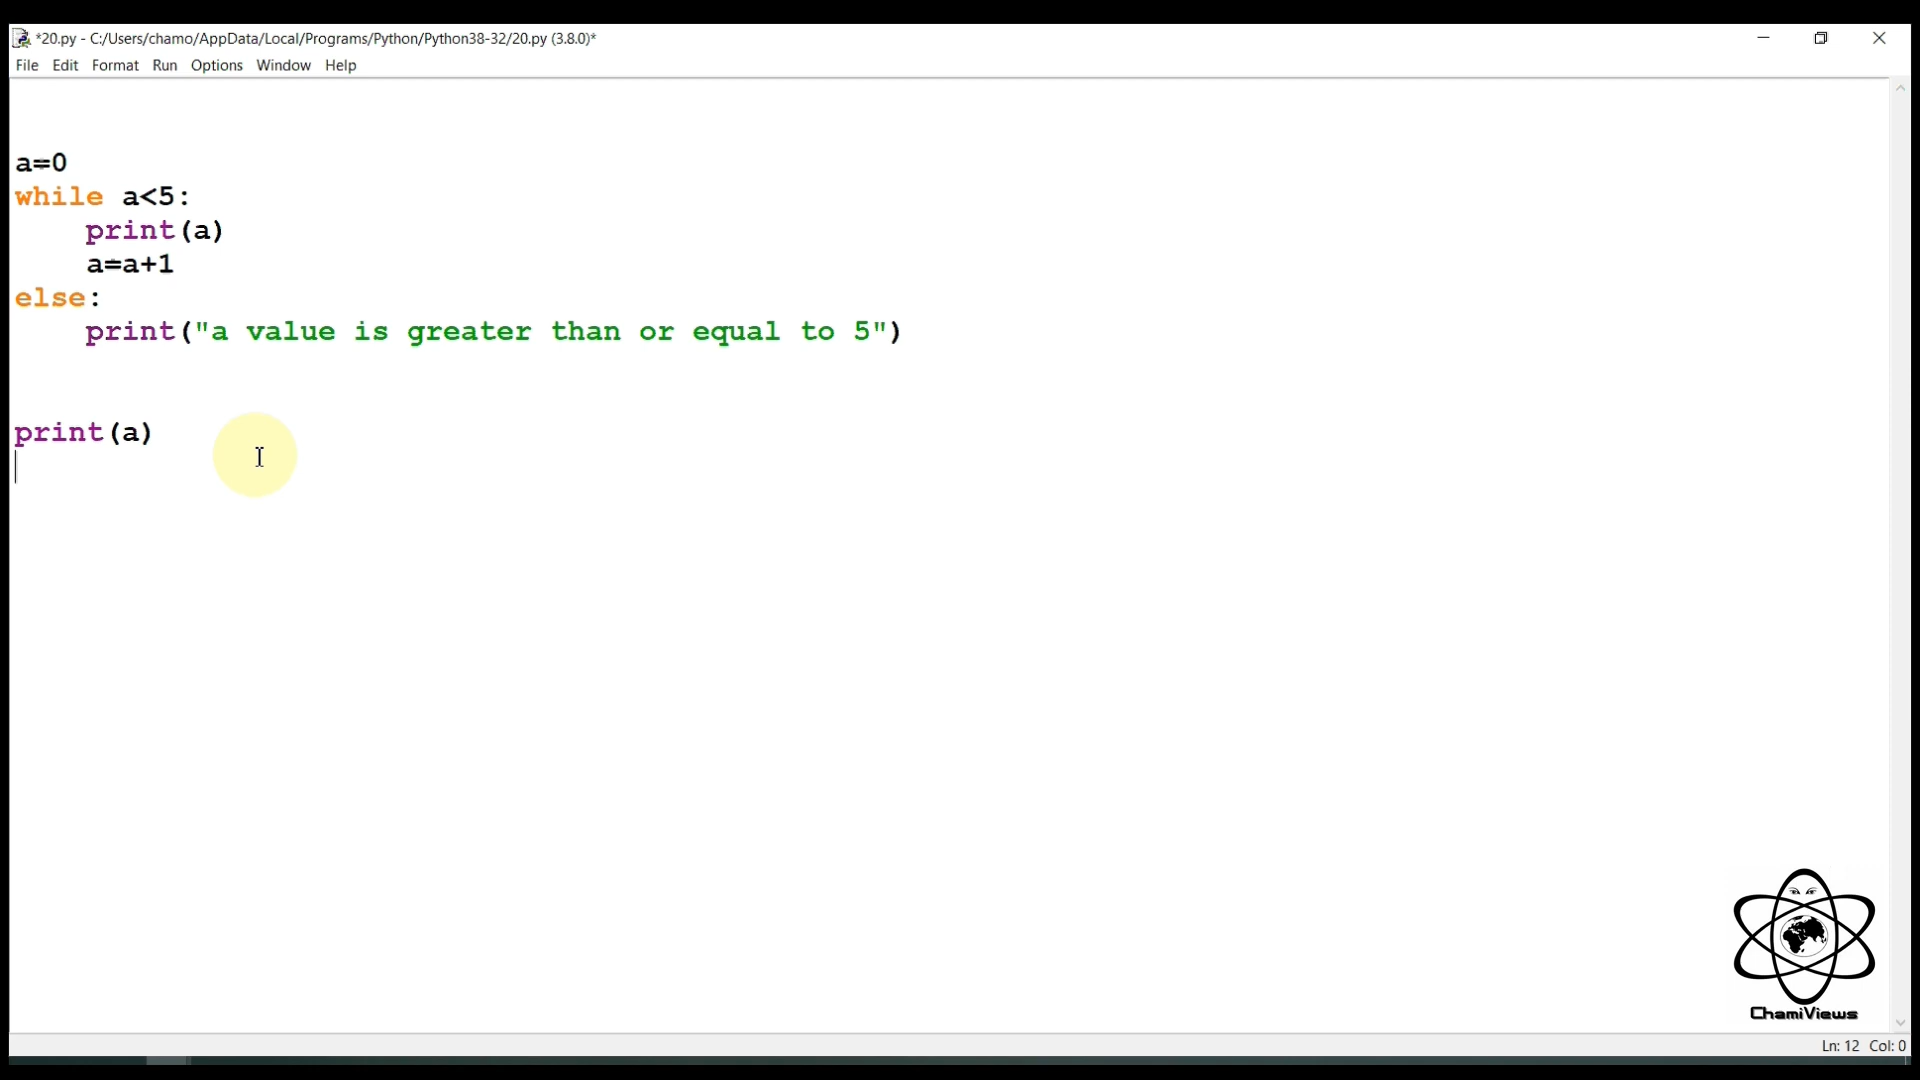 *20.py - C:/Users/chamo/AppData/Local/Programs/Python/Python38-32/20.py (3.8.0)*
File Edit Format Run Options Window Help
a=0
while a<5:
    print(a)
    a=a+1
else:
    print("a value is greater than or equal to 5")
print(a)
ChamiViews
Ln: 12 Col: 0